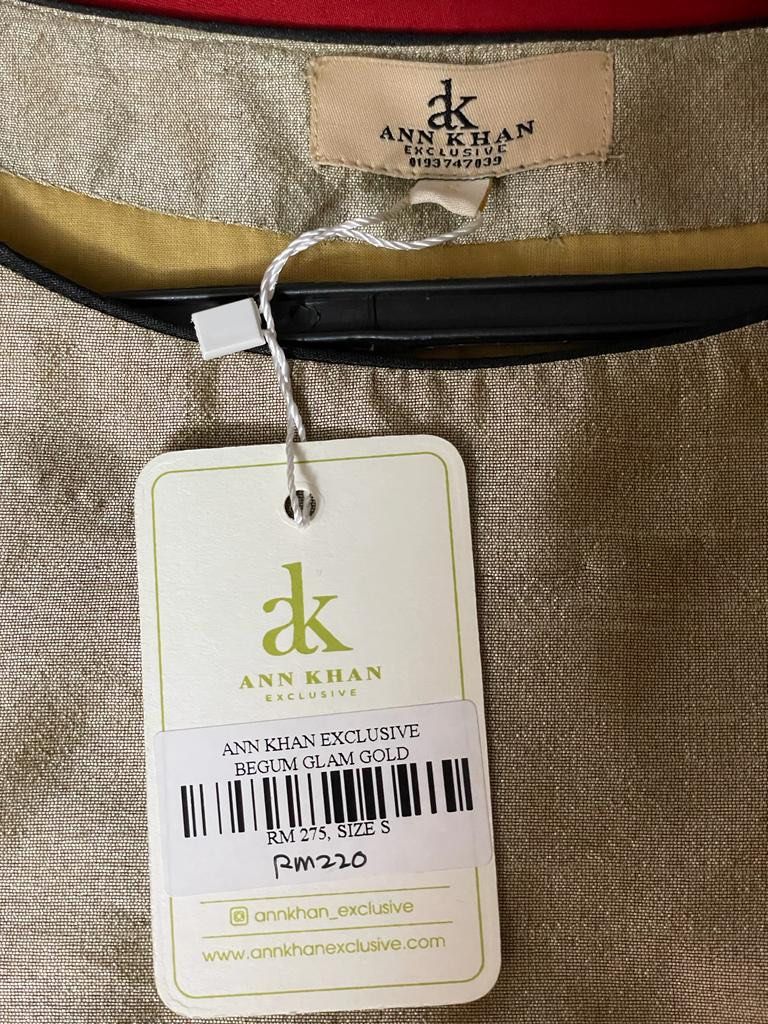 ak
ANN KHAN
EXCLUSIVE
0193747039
ak
ANN KHAN
EXCLUSIVE
ANN KHAN EXCLUSIVE
BEGUM GLAM GOLD
RM 275, SIZE S
RM220
annkhan_exclusive
www.annkhanexclusive.com